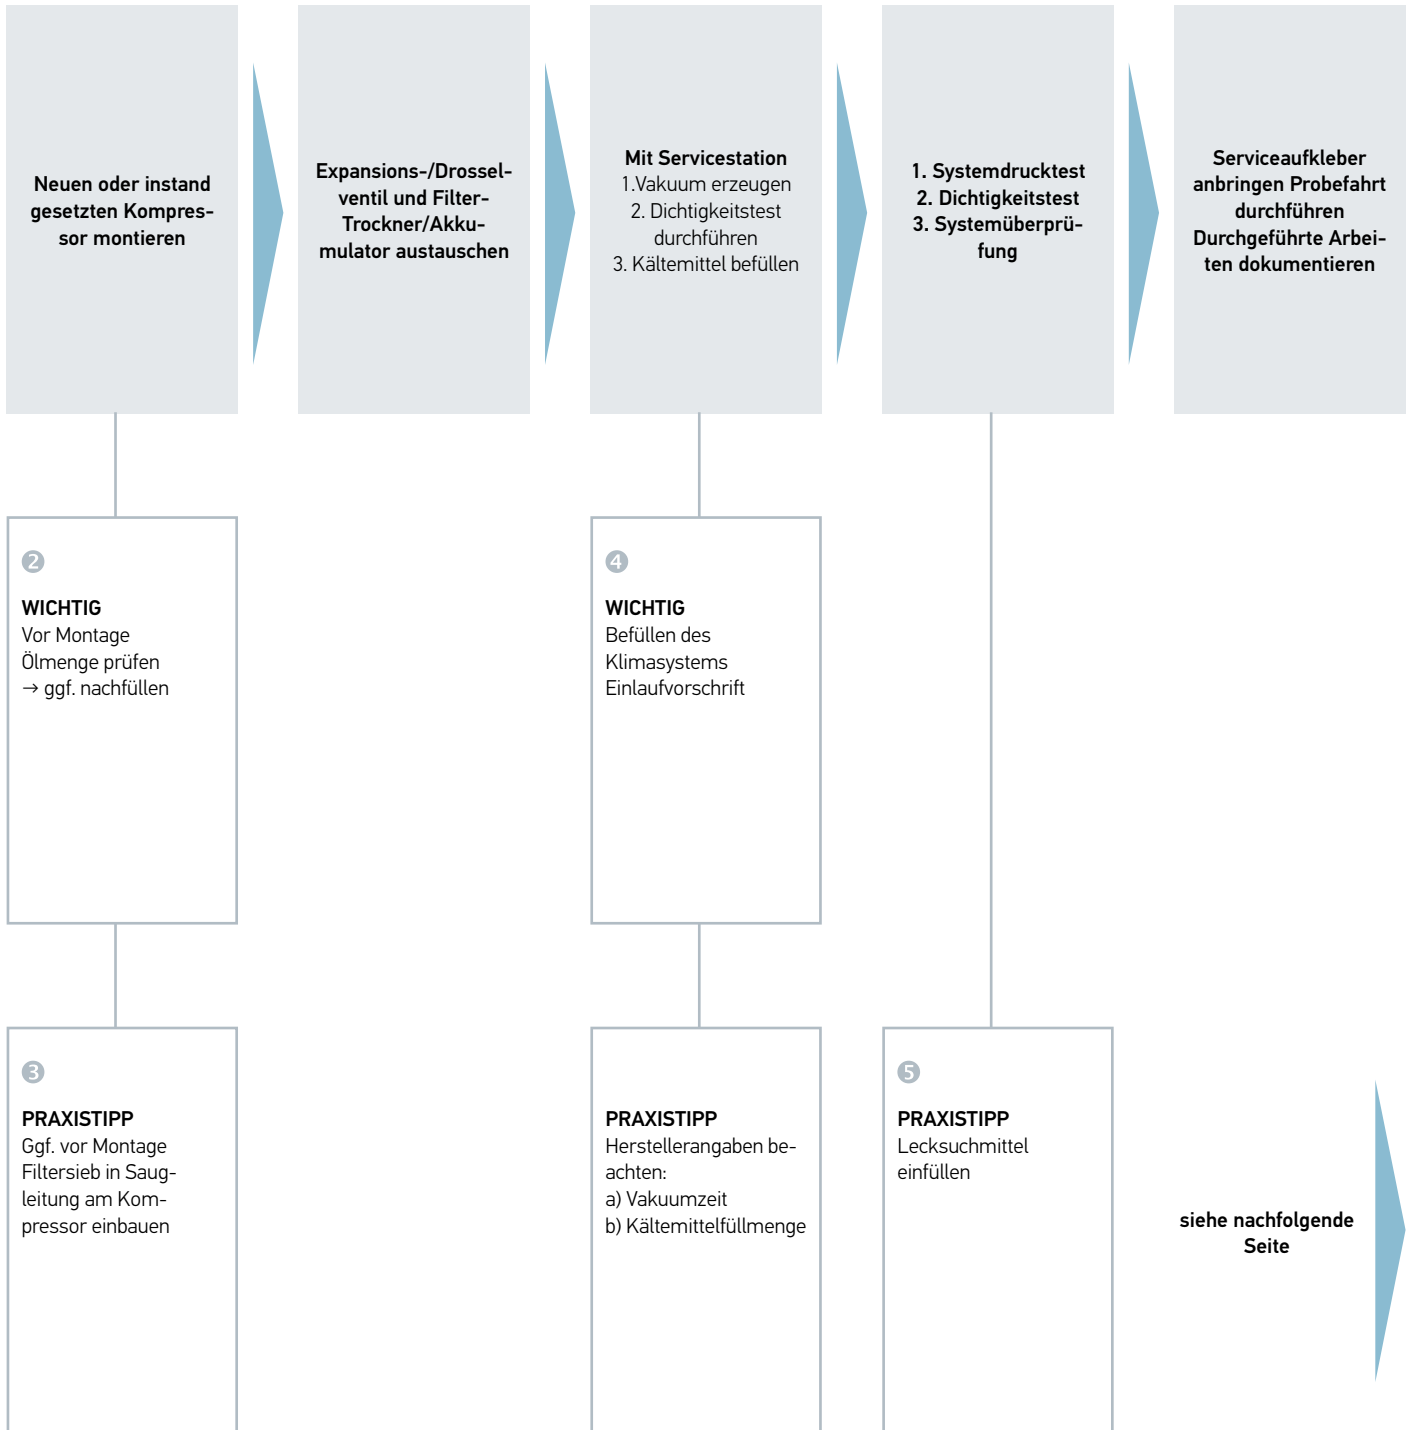 Neuen oder instand
gesetzten Kompres-
sor montieren
Expansions-/Drossel-
ventil und Filter-
Trockner/Akku-
mulator austauschen
Mit Servicestation
1.Vakuum erzeugen
2. Dichtigkeitstest
durchführen
3. Kältemittel befüllen
1. Systemdrucktest
2. Dichtigkeitstest
3. Systemüberprü-
fung
Serviceaufkleber
anbringen Probefahrt
durchführen
Durchgeführte Arbei-
ten dokumentieren
2
WICHTIG
Vor Montage
Ölmenge prüfen
→ ggf. nachfüllen
4
WICHTIG
Befüllen des
Klimasystems
Einlaufvorschrift
3
PRAXISTIPP
Ggf. vor Montage
Filtersieb in Saug-
leitung am Kom-
pressor einbauen
PRAXISTIPP
Herstellerangaben be-
achten:
a) Vakuumzeit
b) Kältemittelfüllmenge
5
PRAXISTIPP
Lecksuchmittel
einfüllen
siehe nachfolgende
Seite